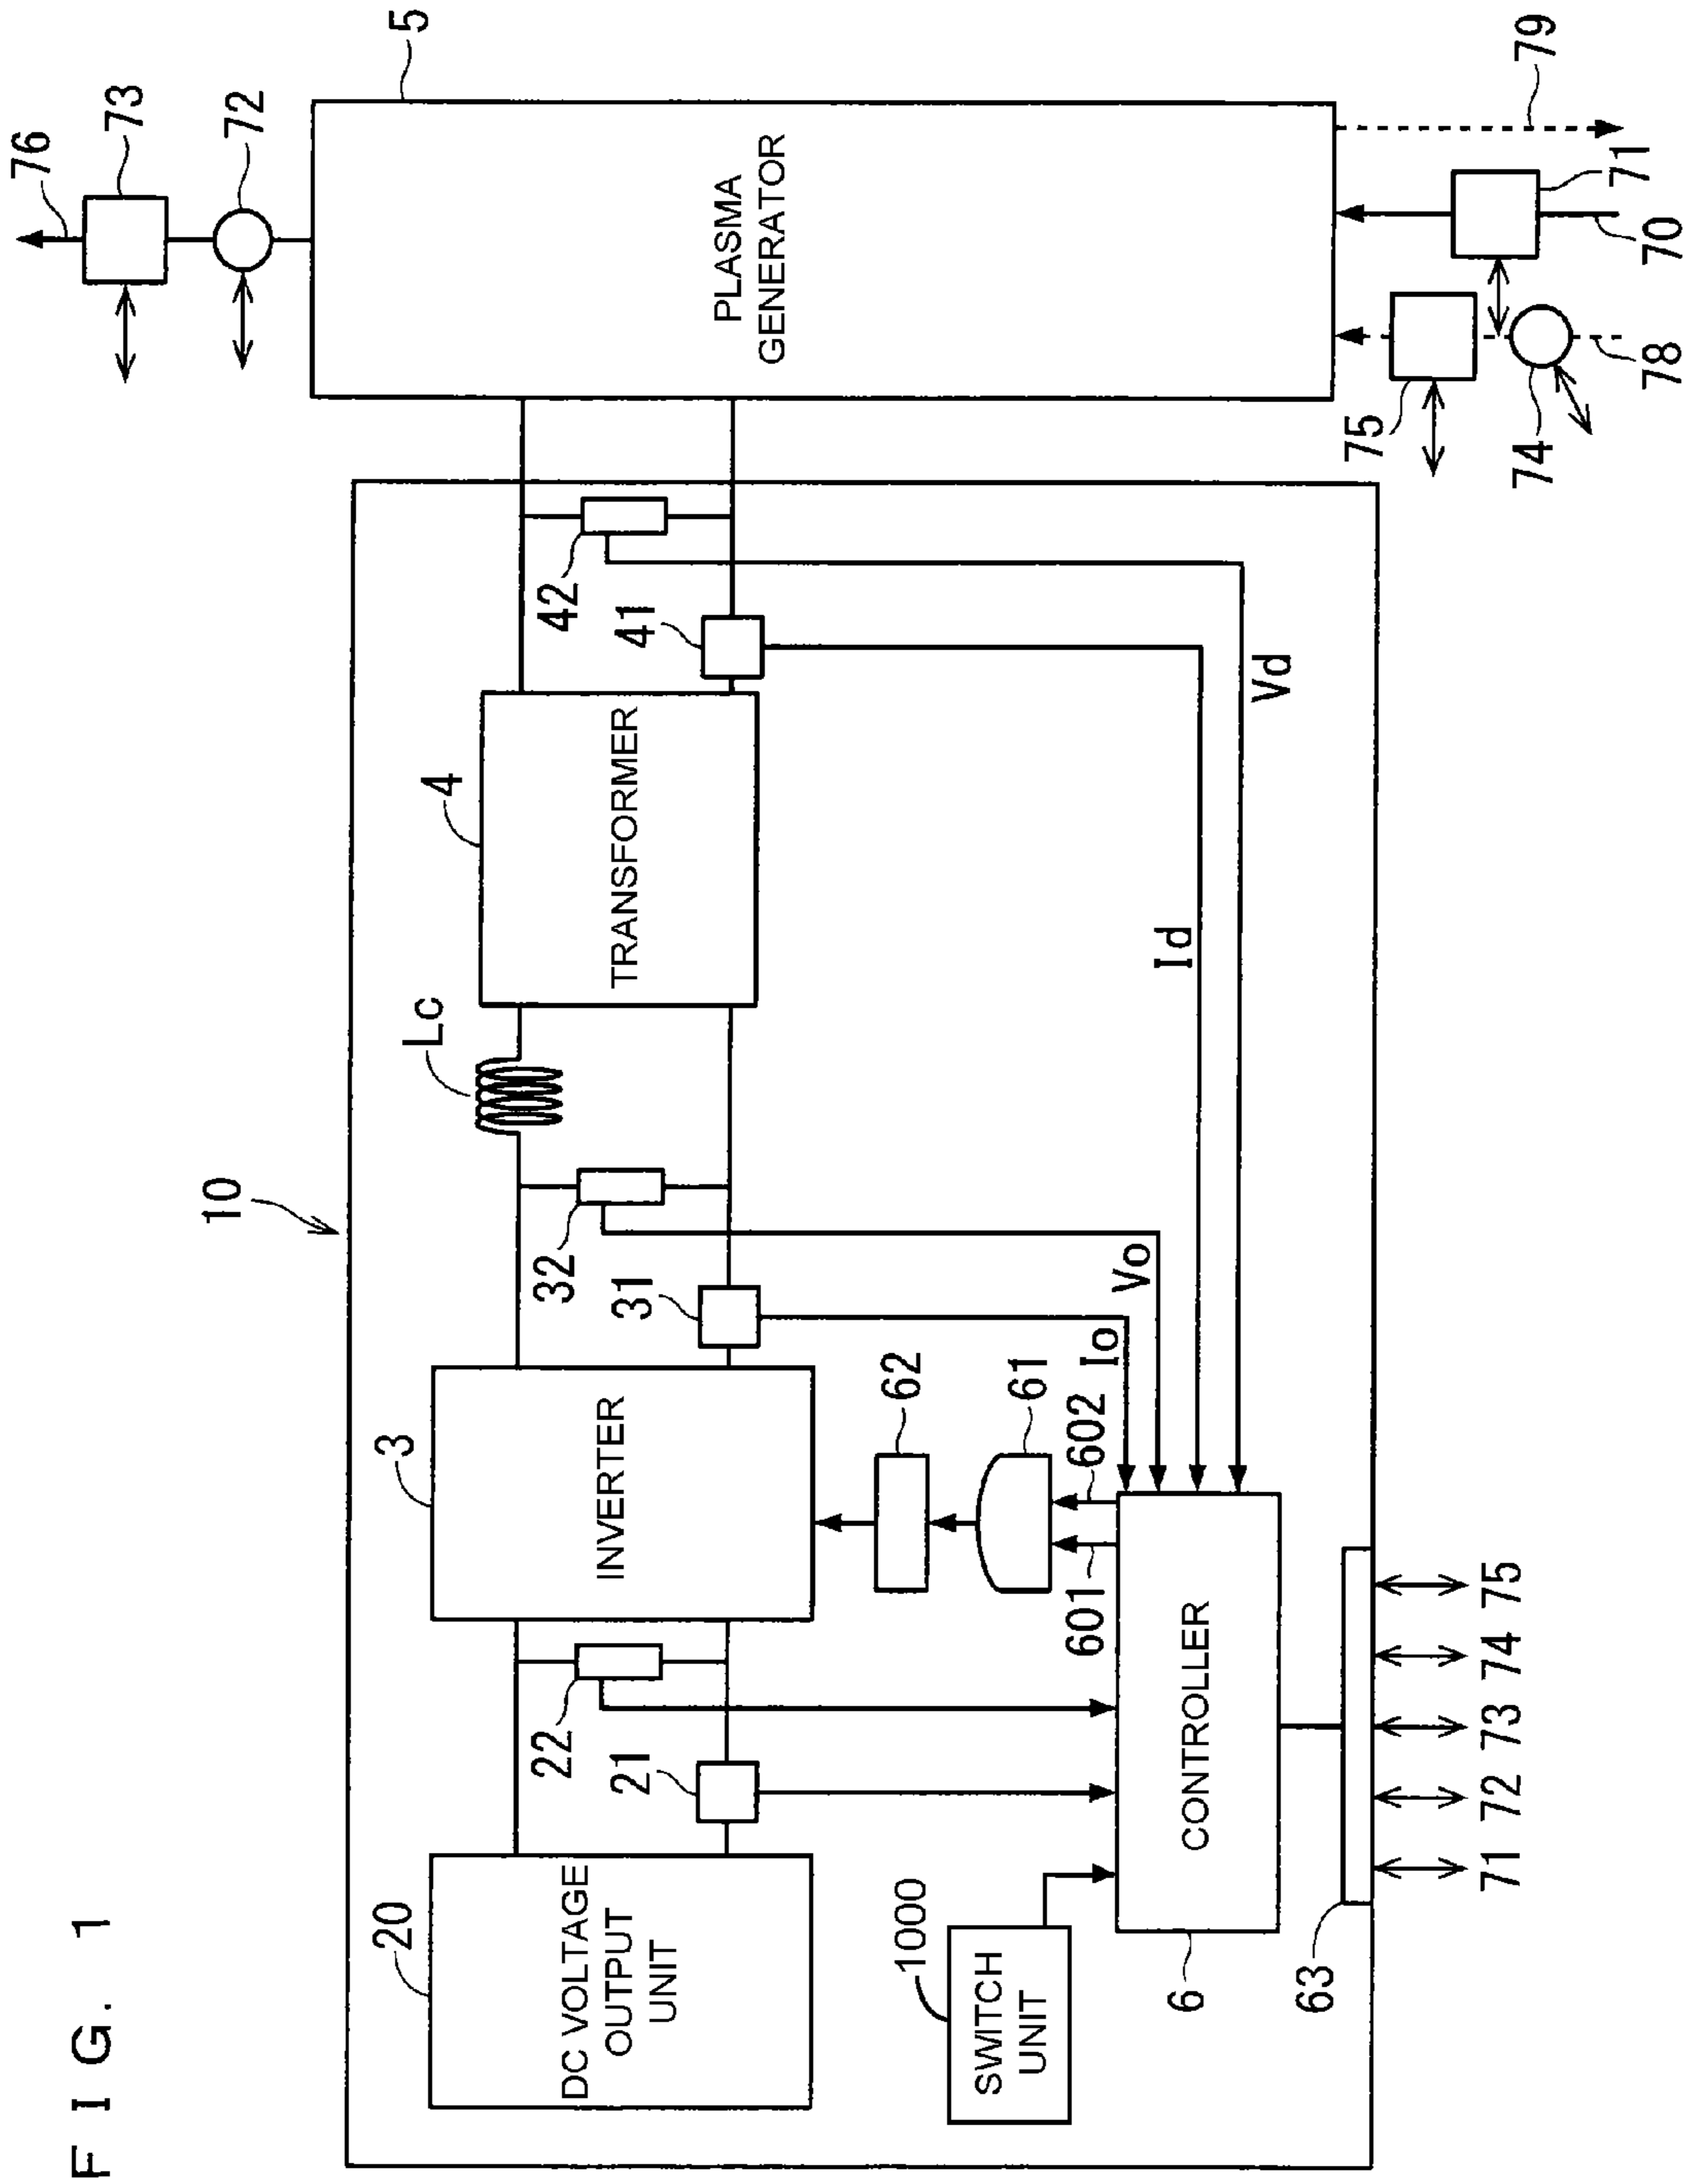 FIG. 1
10
20
DC VOLTAGE
OUTPUT
UNIT
22
21
3
INVERTER
32
31
Lc
4
TRANSFORMER
42
41
5
PLASMA
GENERATOR
76
73
72
79
71
70
75
74
78
Vd
Id
Vo
Io
62
61
602
601
1000
SWITCH
UNIT
CONTROLLER
6
63
71
72
73
74
75